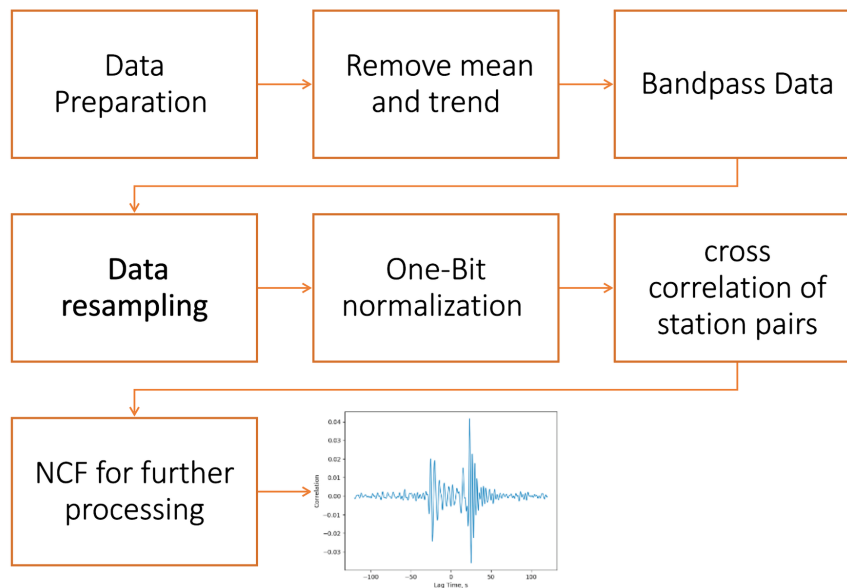 Data
Preparation
Remove mean
and trend
Bandpass Data
Data
resampling
One-Bit
normalization
cross
correlation of
station pairs
NCF for further
processing
0.04
0.03
0.02
0.01
0.00
−0.01
−0.02
−0.03
Correlation
−100
−50
0
50
100
Lag Time, s